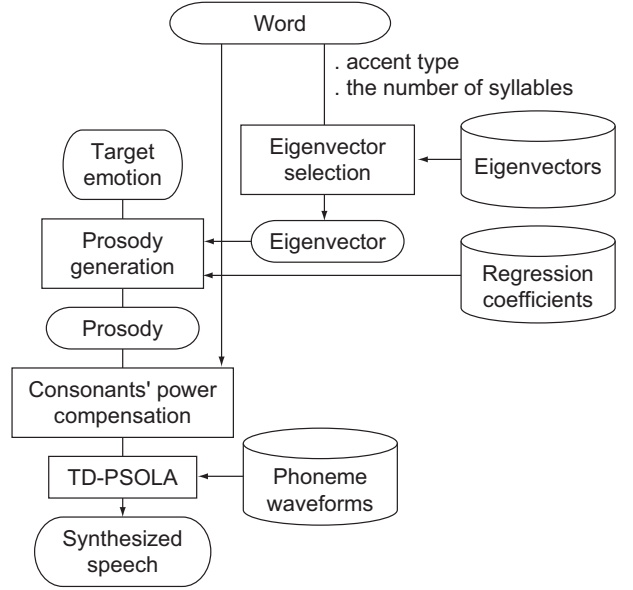 Word
. accent type
. the number of syllables
Target
emotion
Eigenvector
selection
Eigenvectors
Prosody
generation
Eigenvector
Regression
coefficients
Prosody
Consonants' power
compensation
TD-PSOLA
Phoneme
waveforms
Synthesized
speech